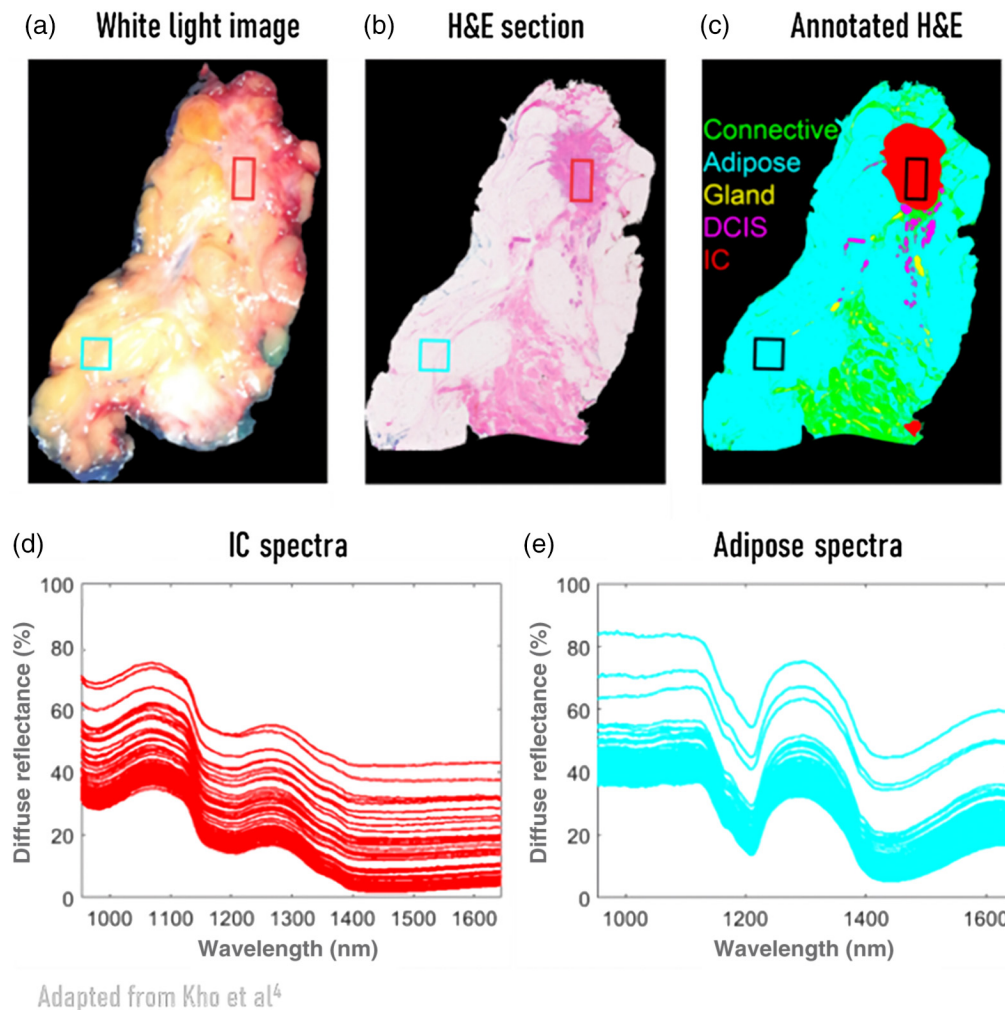 (a) White light image
(b) H&E section
(c) Annotated H&E
Connective
Adipose
Gland
DCIS
IC
(d) IC spectra
100
80
60
40
20
0
Diffuse reflectance (%)
1000 1100 1200 1300 1400 1500 1600
Wavelength (nm)
(e) Adipose spectra
100
80
60
40
20
0
Diffuse reflectance (%)
1000 1200 1400 1600
Wavelength (nm)
Adapted from Kho et al⁴